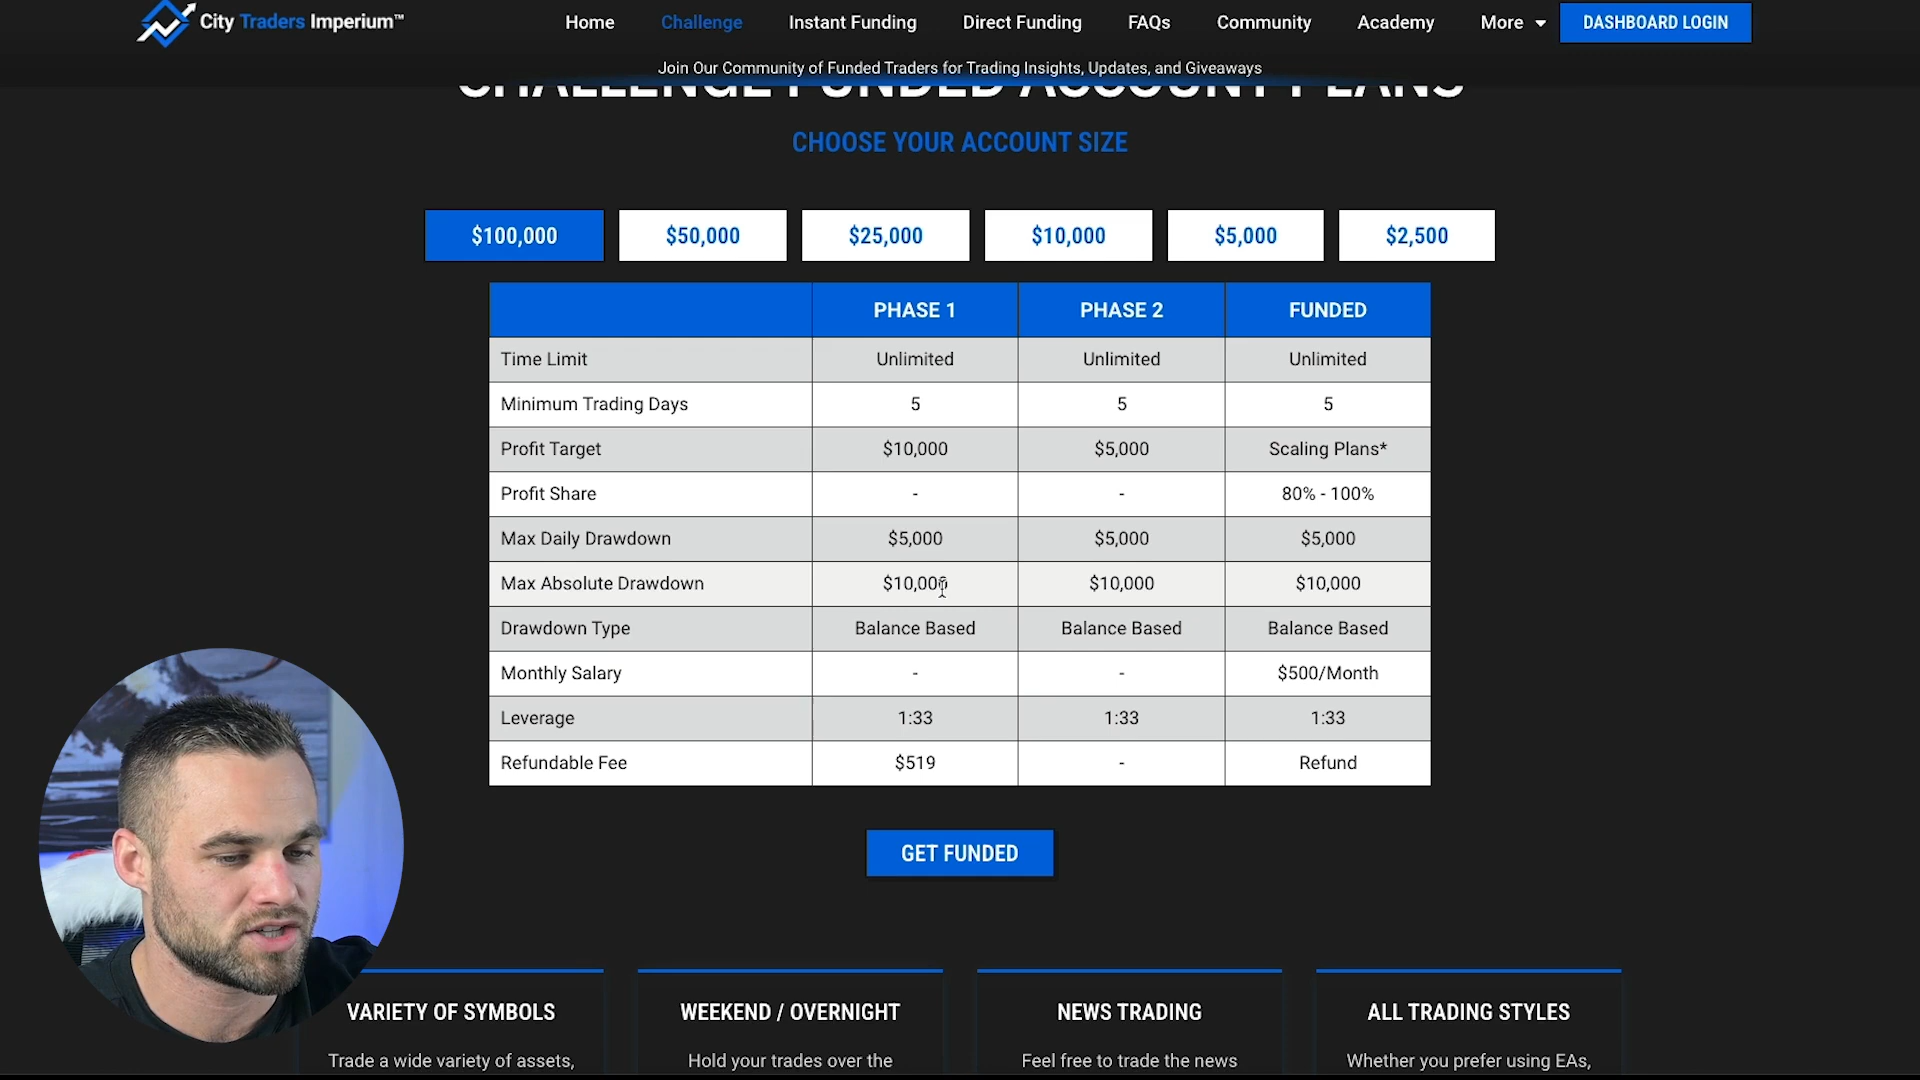 City Traders Imperium™
Home Challenge Instant Funding Direct Funding FAQs Community Academy More DASHBOARD LOGIN
Join Our Community of Funded Traders for Trading Insights, Updates, and Giveaways
CHALLENGE FUNDED ACCOUNT PLANS
CHOOSE YOUR ACCOUNT SIZE
$100,000 $50,000 $25,000 $10,000 $5,000 $2,500
PHASE 1 PHASE 2 FUNDED
Time Limit Unlimited Unlimited Unlimited
Minimum Trading Days 5 5 5
Profit Target $10,000 $5,000 Scaling Plans*
Profit Share - - 80% - 100%
Max Daily Drawdown $5,000 $5,000 $5,000
Max Absolute Drawdown $10,000 $10,000 $10,000
Drawdown Type Balance Based Balance Based Balance Based
Monthly Salary - - $500/Month
Leverage 1:33 1:33 1:33
Refundable Fee $519 - Refund
GET FUNDED
VARIETY OF SYMBOLS WEEKEND / OVERNIGHT NEWS TRADING ALL TRADING STYLES
Trade a wide variety of assets, Hold your trades over the Feel free to trade the news Whether you prefer using EAs,